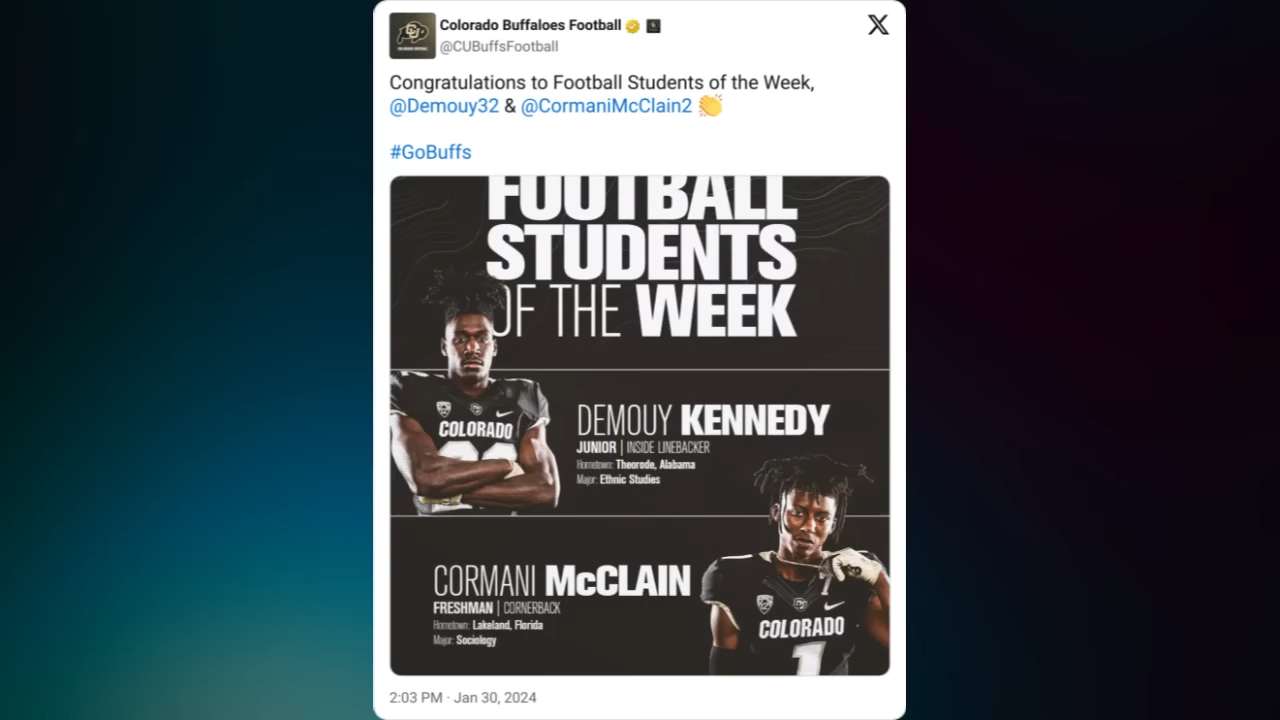 Colorado Buffaloes Football
@CUBuffsFootball
Congratulations to Football Students of the Week,
@Demouy32 & @CormaniMcClain2 👏
#GoBuffs
FOOTBALL
STUDENTS
OF THE WEEK
DEMOUY KENNEDY
JUNIOR | INSIDE LINEBACKER
Hometown: Theorode, Alabama
Major: Ethnic Studies
COLORADO
CORMANI McCLAIN
FRESHMAN | CORNERBACK
Hometown: Lakeland, Florida
Major: Sociology
COLORADO
1
2:03 PM · Jan 30, 2024